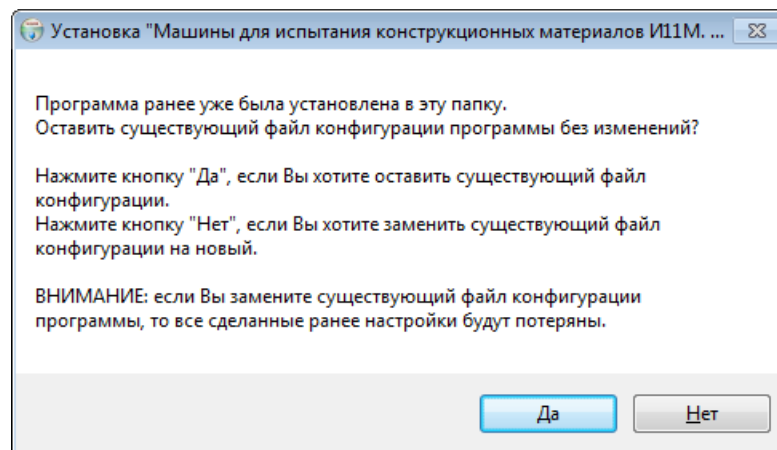 Установка "Машины для испытания конструкционных материалов И11М. ...
Программа ранее уже была установлена в эту папку.
Оставить существующий файл конфигурации программы без изменений?
Нажмите кнопку "Да", если Вы хотите оставить существующий файл
конфигурации.
Нажмите кнопку "Нет", если Вы хотите заменить существующий файл
конфигурации на новый.
ВНИМАНИЕ: если Вы замените существующий файл конфигурации
программы, то все сделанные ранее настройки будут потеряны.
Да Нет